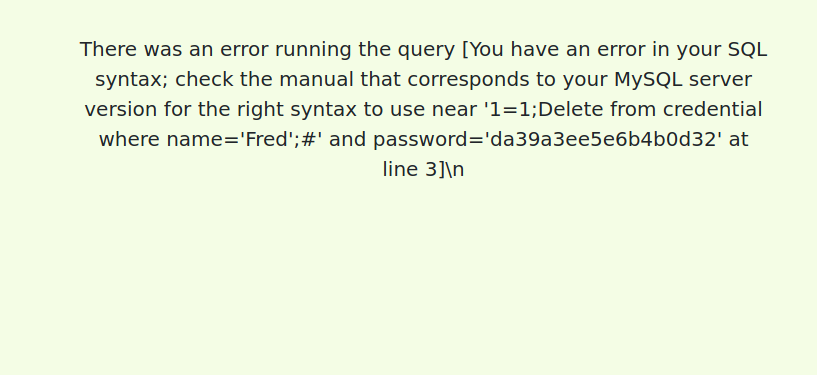 There was an error running the query [You have an error in your SQL
syntax; check the manual that corresponds to your MySQL server
version for the right syntax to use near '1=1;Delete from credential
where name='Fred';#' and password='da39a3ee5e6b4b0d32' at
line 3]\n